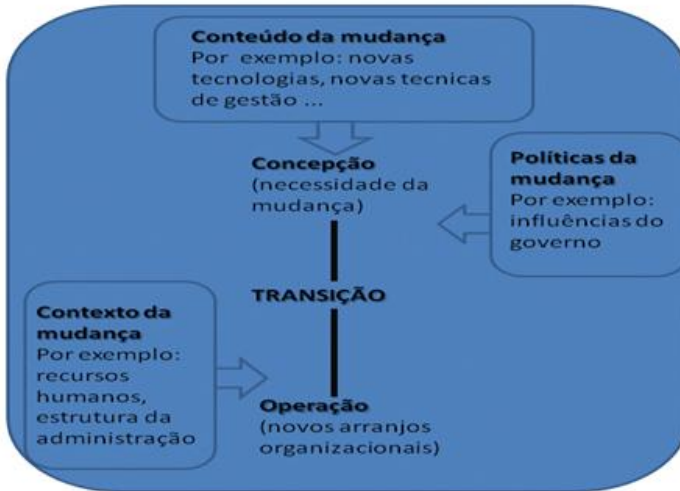 Conteúdo da mudança
Por exemplo: novas
tecnologias, novas tecnicas
de gestão ...
Concepção
(necessidade da
mudança)
Políticas da
mudança
Por exemplo:
influências do
governo
TRANSIÇÃO
Contexto da
mudança
Por exemplo:
recursos
humanos,
estrutura da
administração
Operação
(novos arranjos
organizacionais)